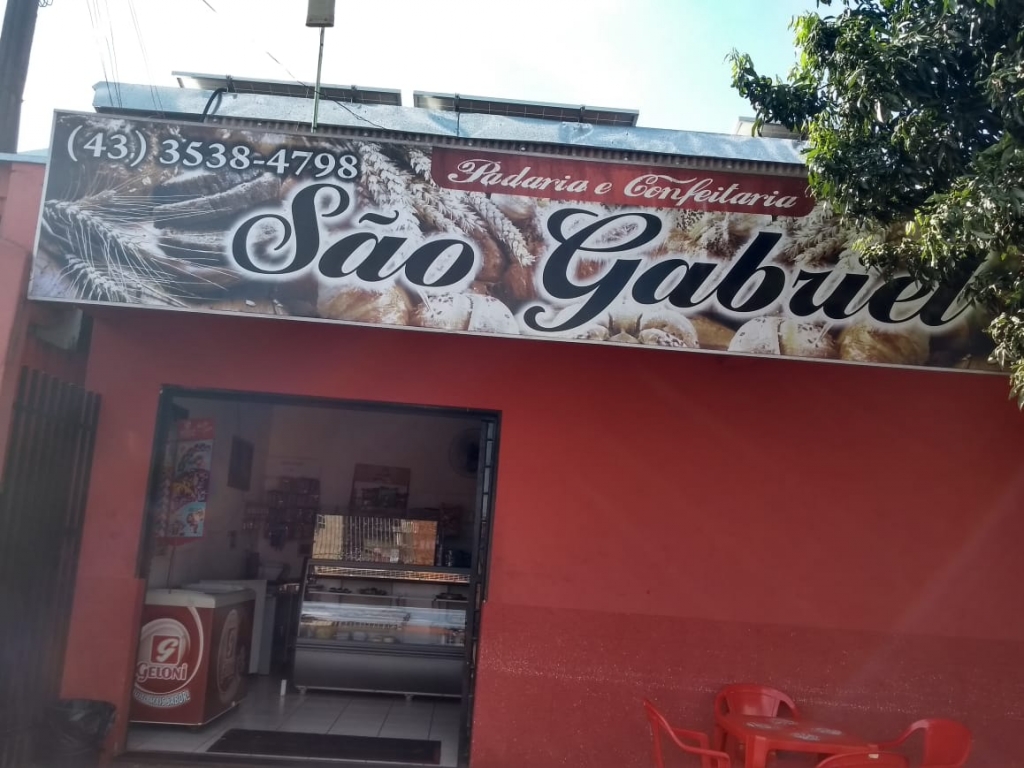 (43) 3538-4798
Padaria e Confeitaria
São Gabriel
G
GELONI